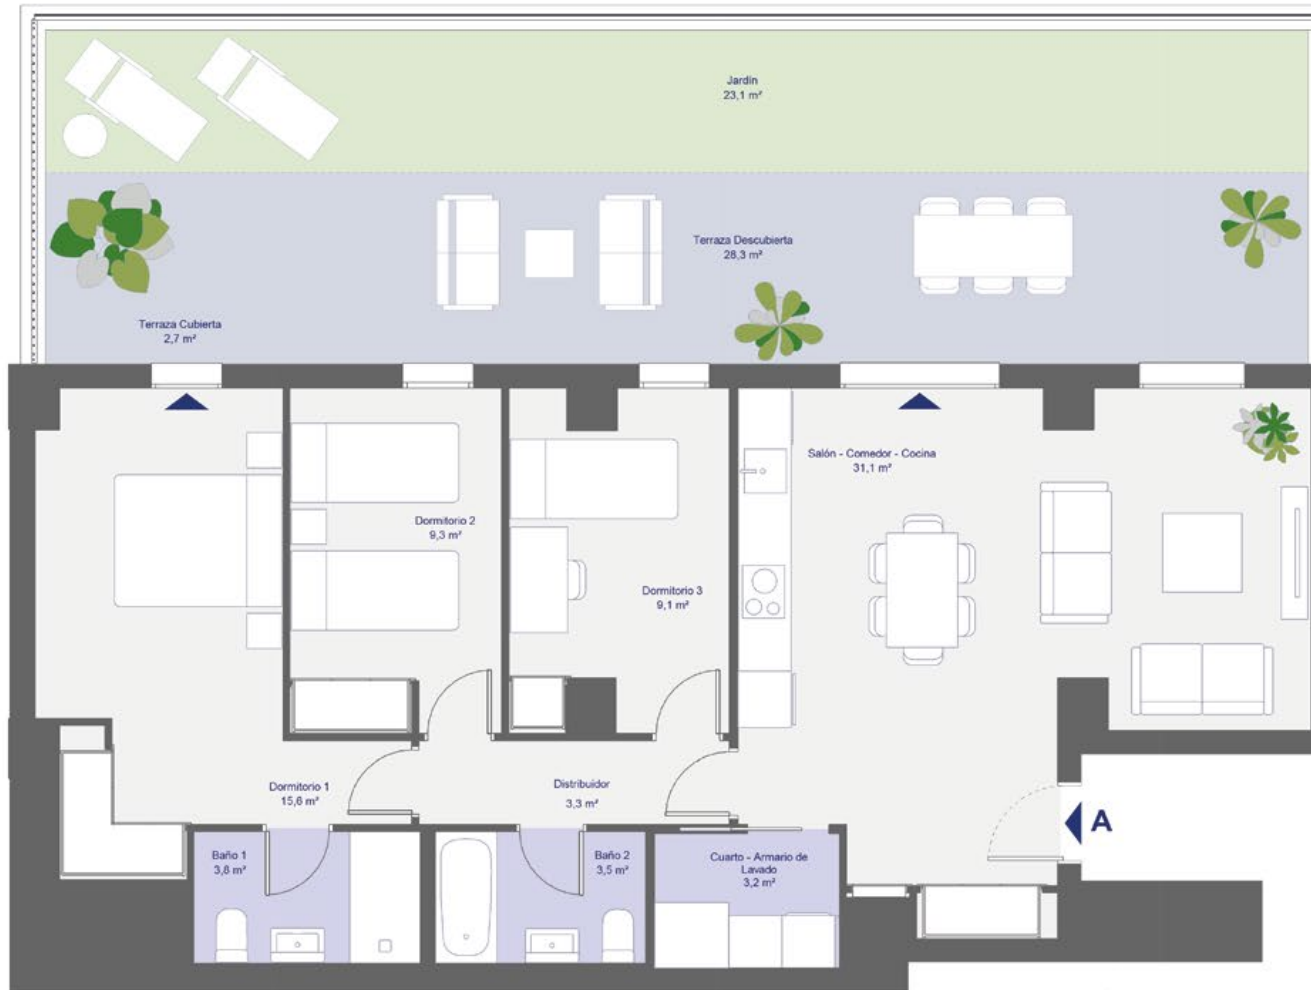 Jardín
23,1 m²
Terraza Descubierta
28,3 m²
Terraza Cubierta
2,7 m²
Salón - Comedor - Cocina
31,1 m²
Dormitorio 2
9,3 m²
Dormitorio 3
9,1 m²
Dormitorio 1
15,6 m²
Distribuidor
3,3 m²
A
Baño 1
3,8 m²
Baño 2
3,5 m²
Cuarto - Armario de
Lavado
3,2 m²